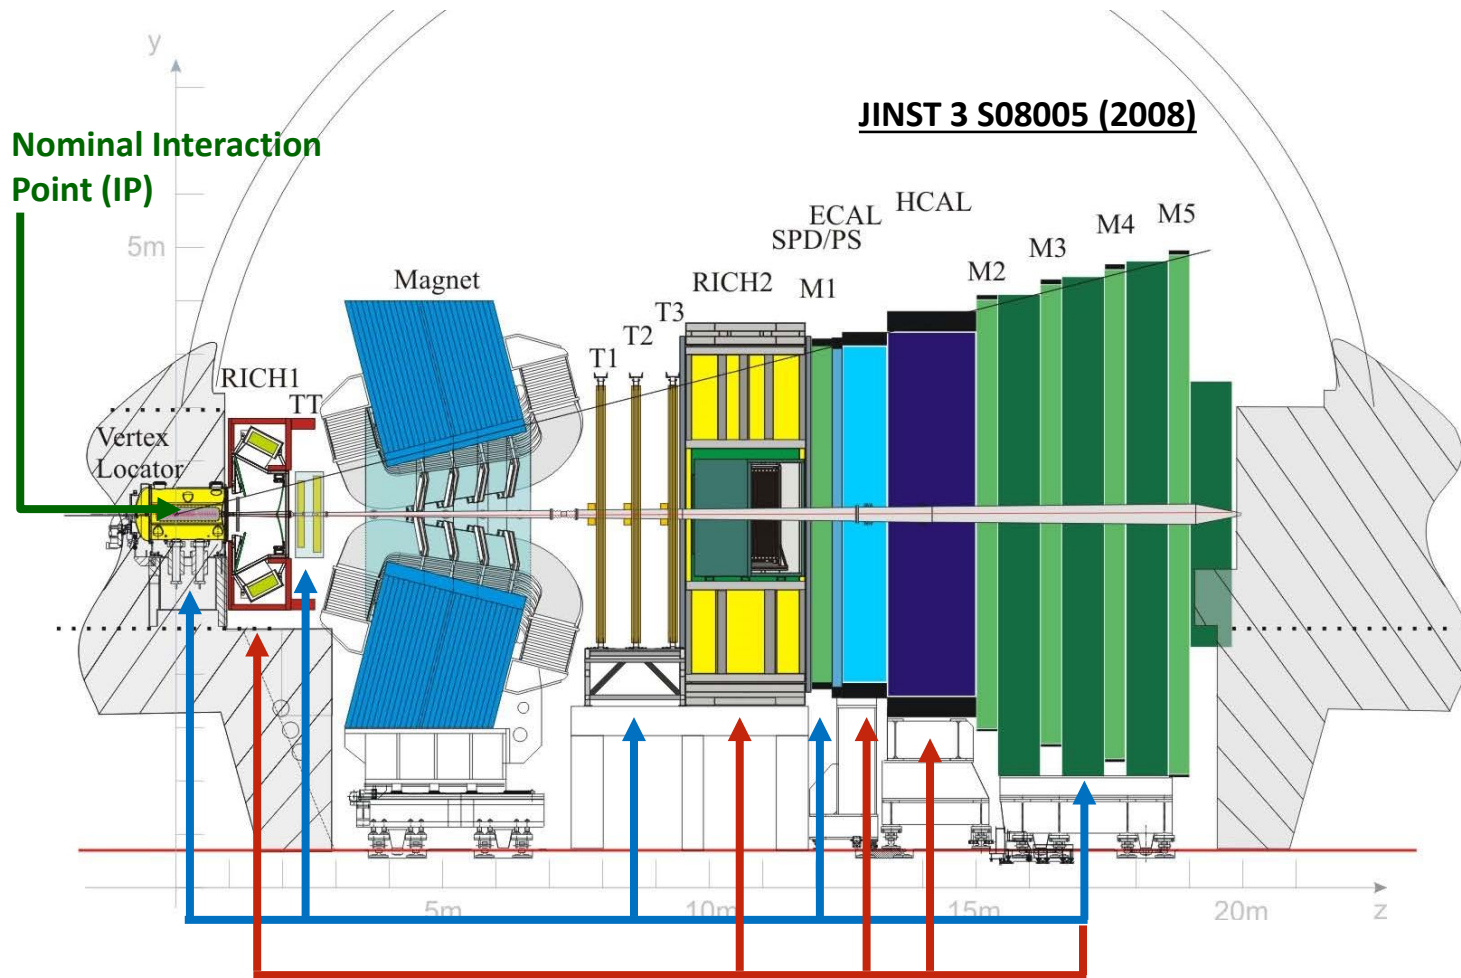 y
JINST 3 S08005 (2008)
Nominal Interaction
Point (IP)
5m
HCAL
ECAL
SPD/PS
M5
M4
M3
M2
M1
Magnet
RICH2
T3
T2
T1
RICH1
TT
Vertex
Locator
5m
10m
15m
20m
z